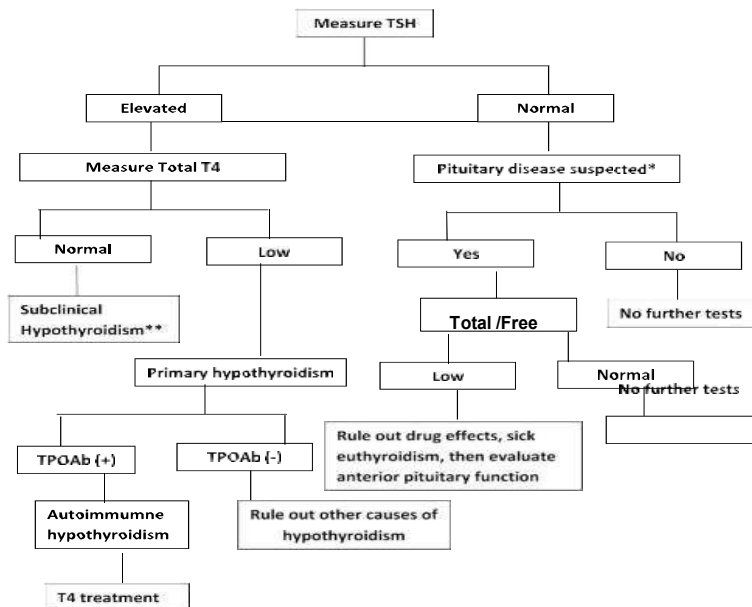 Measure TSH
Elevated
Normal
Measure Total T4
Pituitary disease suspected*
Normal
Low
Yes
No
Subclinical
Hypothyroidism**
Total /Free
No further tests
Primary hypothyroidism
Low
Normal
No further tests
TPOAb (+)
TPOAb (-)
Rule out drug effects, sick
euthyroidism, then evaluate
anterior pituitary function
Autoimmumne
hypothyroidism
Rule out other causes of
hypothyroidism
T4 treatment